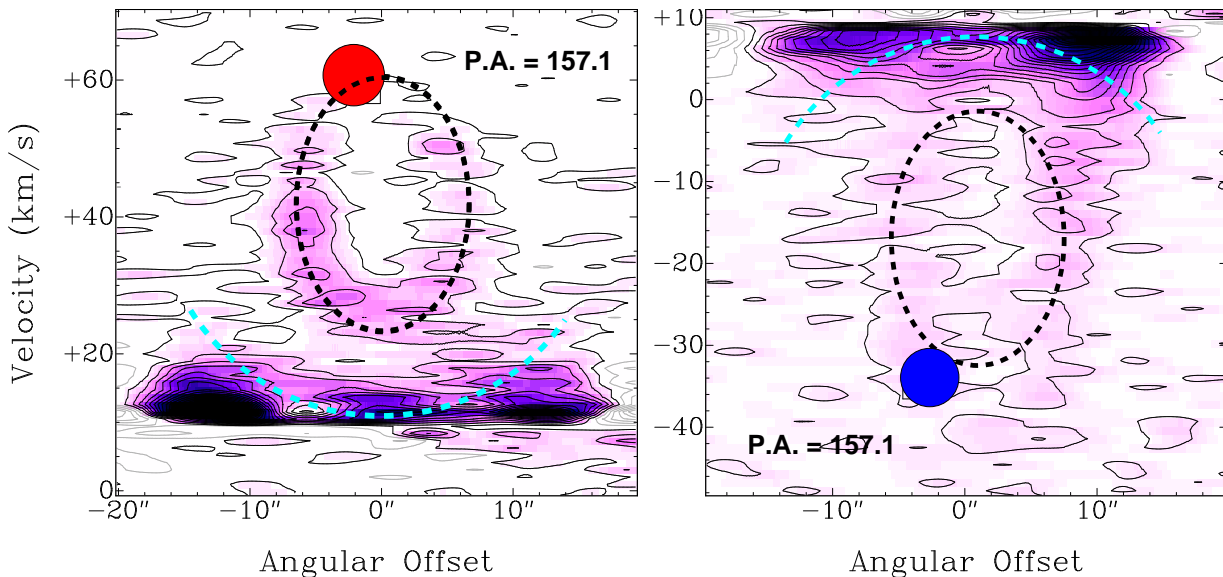 P.A. = 157.1
+60
+40
+20
0
-20″ -10″ 0″ 10″
Angular Offset
Velocity (km/s)
+10
0
-10
-20
-30
-40
P.A. = 157.1
-10″ 0″ 10″
Angular Offset